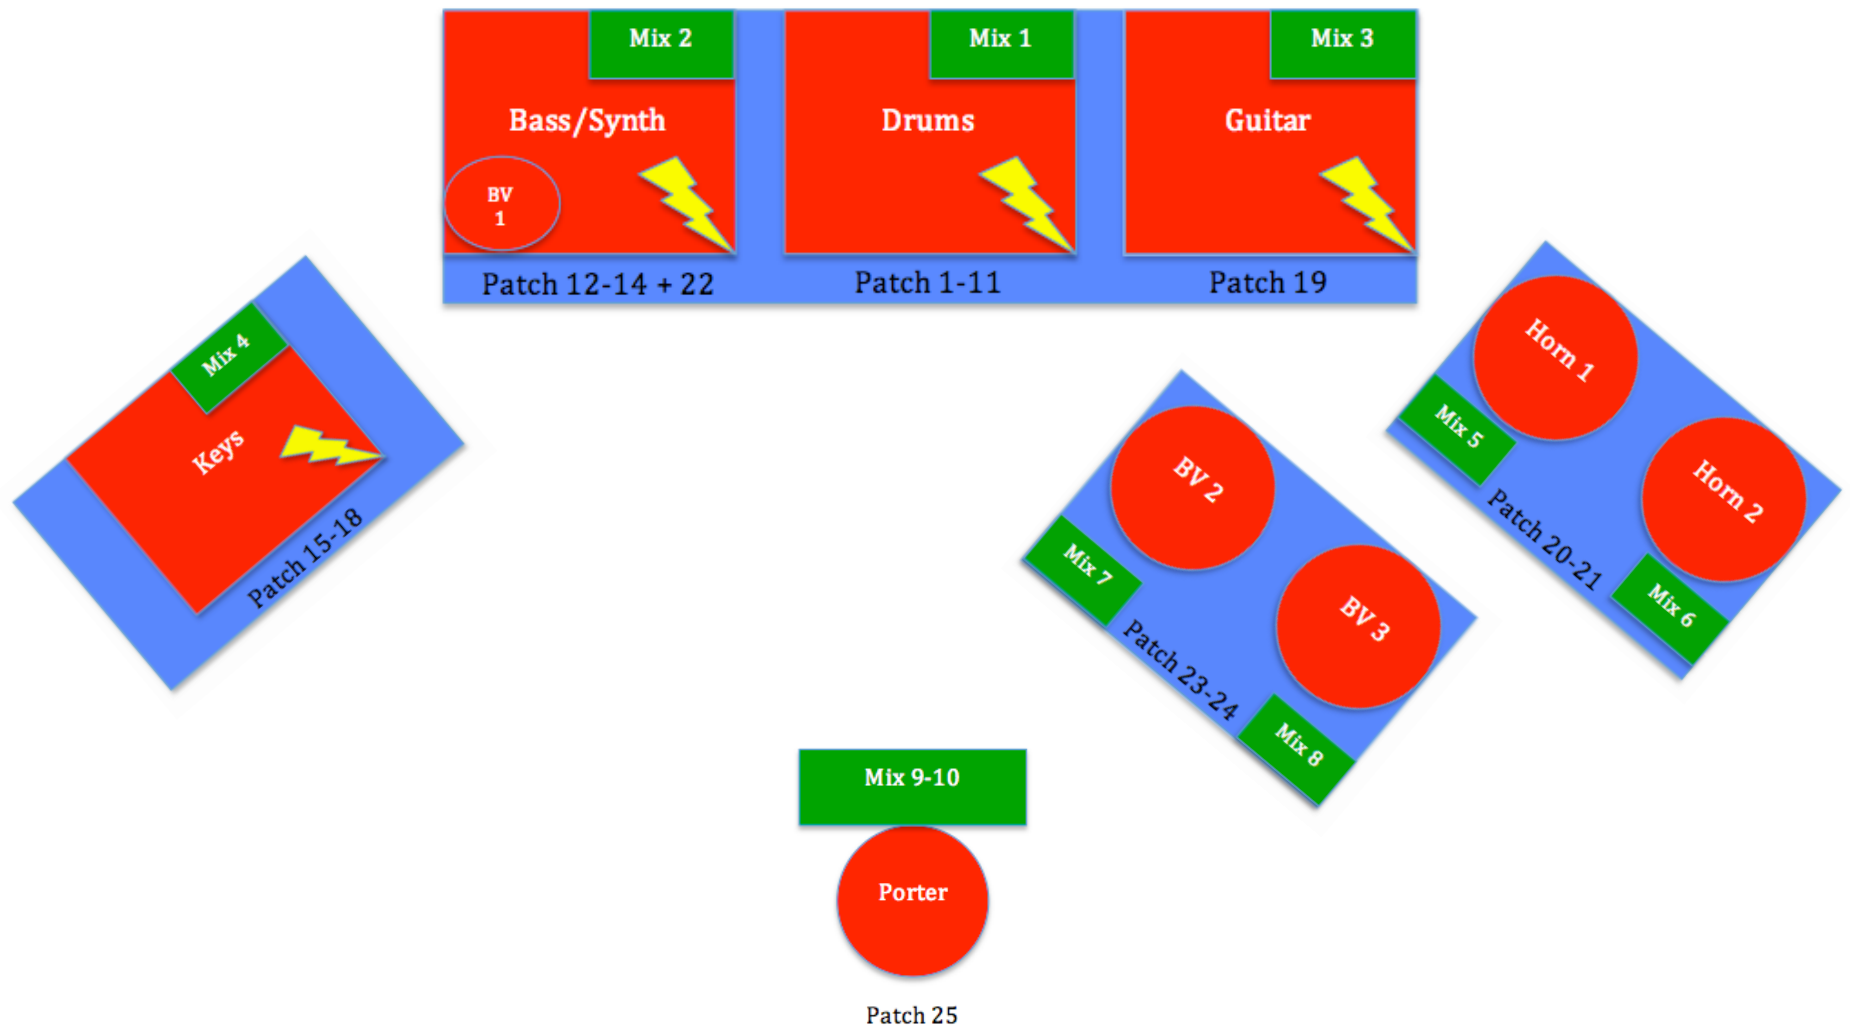 Mix 2
Mix 1
Mix 3
Bass/Synth
Drums
Guitar
BV
1
Patch 12-14 + 22
Patch 1-11
Patch 19
Mix 4
Keys
Patch 15-18
Horn 1
Mix 5
Horn 2
Patch 20-21
Mix 6
BV 2
Mix 7
BV 3
Patch 23-24
Mix 8
Mix 9-10
Porter
Patch 25